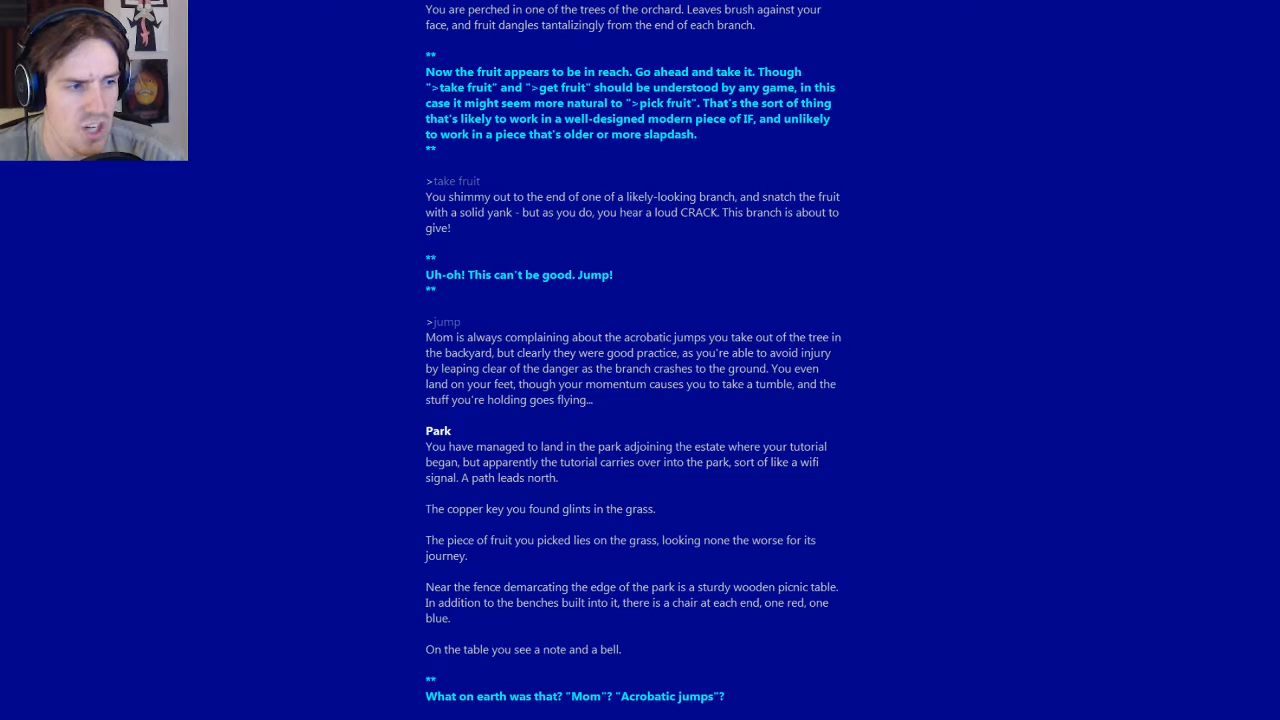 You are perched in one of the trees of the orchard. Leaves brush against your
face, and fruit dangles tantalizingly from the end of each branch.
**
Now the fruit appears to be in reach. Go ahead and take it. Though
">take fruit" and ">get fruit" should be understood by any game, in this
case it might seem more natural to ">pick fruit". That's the sort of thing
that's likely to work in a well-designed modern piece of IF, and unlikely
to work in a piece that's older or more slapdash.
**
>take fruit
You shimmy out to the end of one of a likely-looking branch, and snatch the fruit
with a solid yank - but as you do, you hear a loud CRACK. This branch is about to
give!
**
Uh-oh! This can't be good. Jump!
**
>jump
Mom is always complaining about the acrobatic jumps you take out of the tree in
the backyard, but clearly they were good practice, as you're able to avoid injury
by leaping clear of the danger as the branch crashes to the ground. You even
land on your feet, though your momentum causes you to take a tumble, and the
stuff you're holding goes flying...
Park
You have managed to land in the park adjoining the estate where your tutorial
began, but apparently the tutorial carries over into the park, sort of like a wifi
signal. A path leads north.
The copper key you found glints in the grass.
The piece of fruit you picked lies on the grass, looking none the worse for its
journey.
Near the fence demarcating the edge of the park is a sturdy wooden picnic table.
In addition to the benches built into it, there is a chair at each end, one red, one
blue.
On the table you see a note and a bell.
**
What on earth was that? "Mom"? "Acrobatic jumps"?